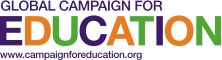 GLOBAL CAMPAIGN FOR
EDUCATION
www.campaignforeducation.org